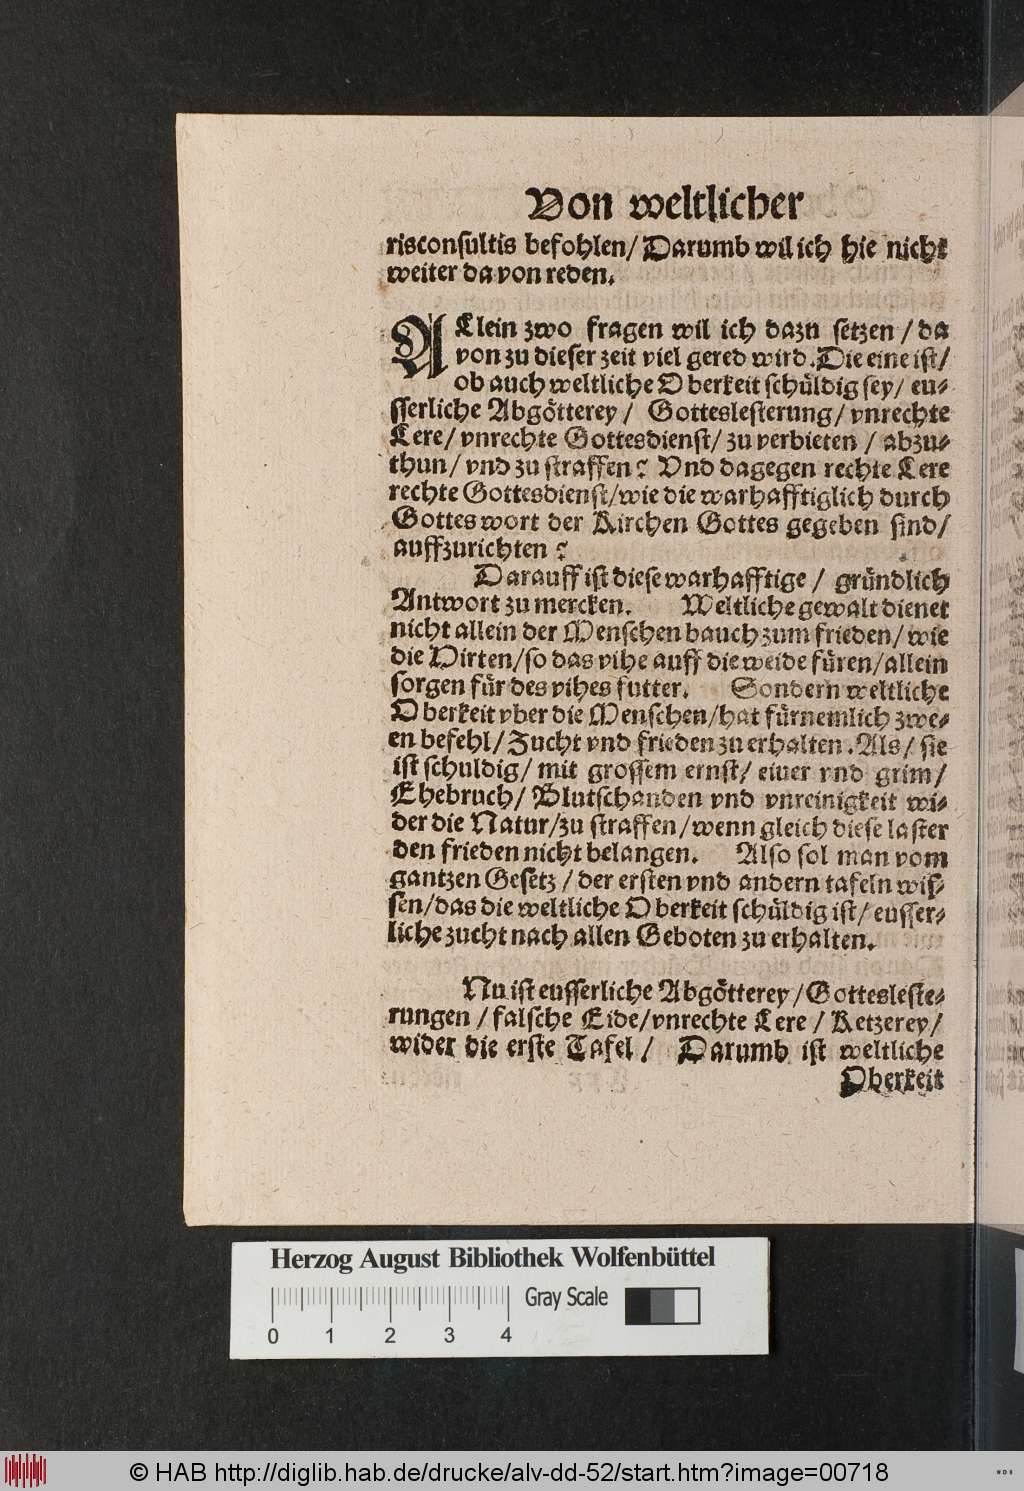 Von weltlicher
risconsultis befohlen/ Darumb wil ich hie nicht
weiter da von reden.
ALlein zwo fragen wil ich dazu setzen / da
von zu dieser zeit viel gered wird. Die eine ist/
ob auch weltliche Oberkeit schüldig sey/ eu-
sserliche Abgötterey / Gotteslesterung/ vnrechte
Lere/ vnrechte Gottesdienst/ zu verbieten / abzu-
thun/ vnd zu straffen? Vnd dagegen rechte Lere
rechte Gottesdienst/wie die warhafftiglich durch
Gottes wort der Kirchen Gottes gegeben sind/
auffzurichten?
Darauff ist diese warhafftige / gründlich
Antwort zu mercken. Weltliche gewalt dienet
nicht allein der Menschen bauch zum frieden/ wie
die Hirten/so das vihe auff die weide füren/allein
sorgen für des vihes futter. Sondern weltliche
Oberkeit vber die Menschen/hat fürnemlich zwe-
en befehl/ Zucht vnd frieden zu erhalten. Als/ sie
ist schuldig/ mit grossem ernst/ eiuer vnd grim/
Ehebruch/ Blutschanden vnd vnreinigkeit wi-
der die Natur/zu straffen/wenn gleich diese laster
den frieden nicht belangen. Also sol man vom
gantzen Gesetz / der ersten vnd andern tafeln wis-
sen/das die weltliche Oberkeit schüldig ist/ eusser-
liche zucht nach allen Geboten zu erhalten.
Nu ist eusserliche Abgötterey/Gottesleste-
rungen / falsche Eide/vnrechte Lere / Ketzerey/
wider die erste Tafel / Darumb ist weltliche
Oberkeit
Herzog August Bibliothek Wolfenbüttel
Gray Scale
0 1 2 3 4
© HAB http://diglib.hab.de/drucke/alv-dd-52/start.htm?image=00718